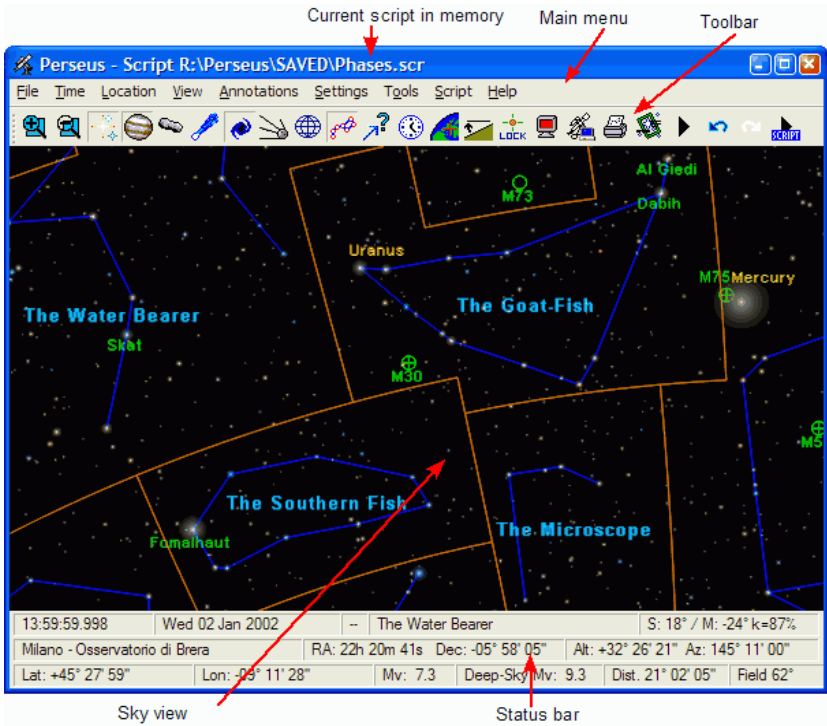 Current script in memory
Main menu
Toolbar
Perseus - Script R:\Perseus\SAVED\Phases.scr
File Time Location View Annotations Settings Tools Script Help
LOCK
SCRIPT
Al Giedi
M73
Dabih
Uranus
M75 Mercury
The Goat-Fish
The Water Bearer
Skat
M30
M5
The Southern Fish
The Microscope
Fomalhaut
13:59:59.998 Wed 02 Jan 2002 -- The Water Bearer S: 18° / M: -24° k=87%
Milano - Osservatorio di Brera RA: 22h 20m 41s Dec: -05° 58' 05" Alt: +32° 26' 21" Az: 145° 11' 00"
Lat: +45° 27' 59" Lon: -09° 11' 28" Mv: 7.3 Deep-Sky Mv: 9.3 Dist. 21° 02' 05" Field 62°
Sky view
Status bar